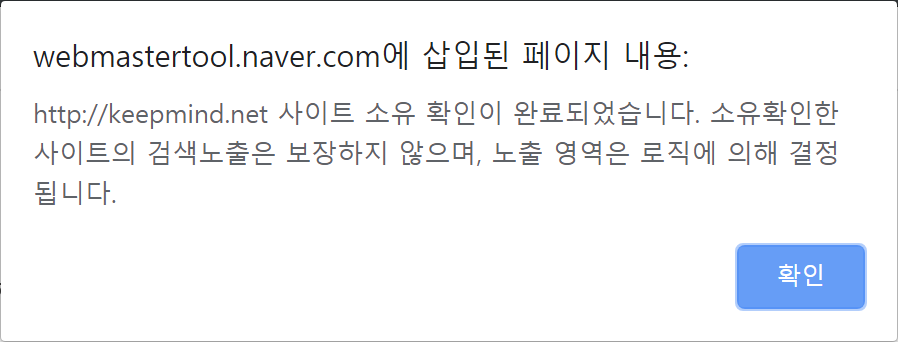 webmastertool.naver.com에 삽입된 페이지 내용:
http://keepmind.net 사이트 소유 확인이 완료되었습니다. 소유확인한
사이트의 검색노출은 보장하지 않으며, 노출 영역은 로직에 의해 결정
됩니다.
확인